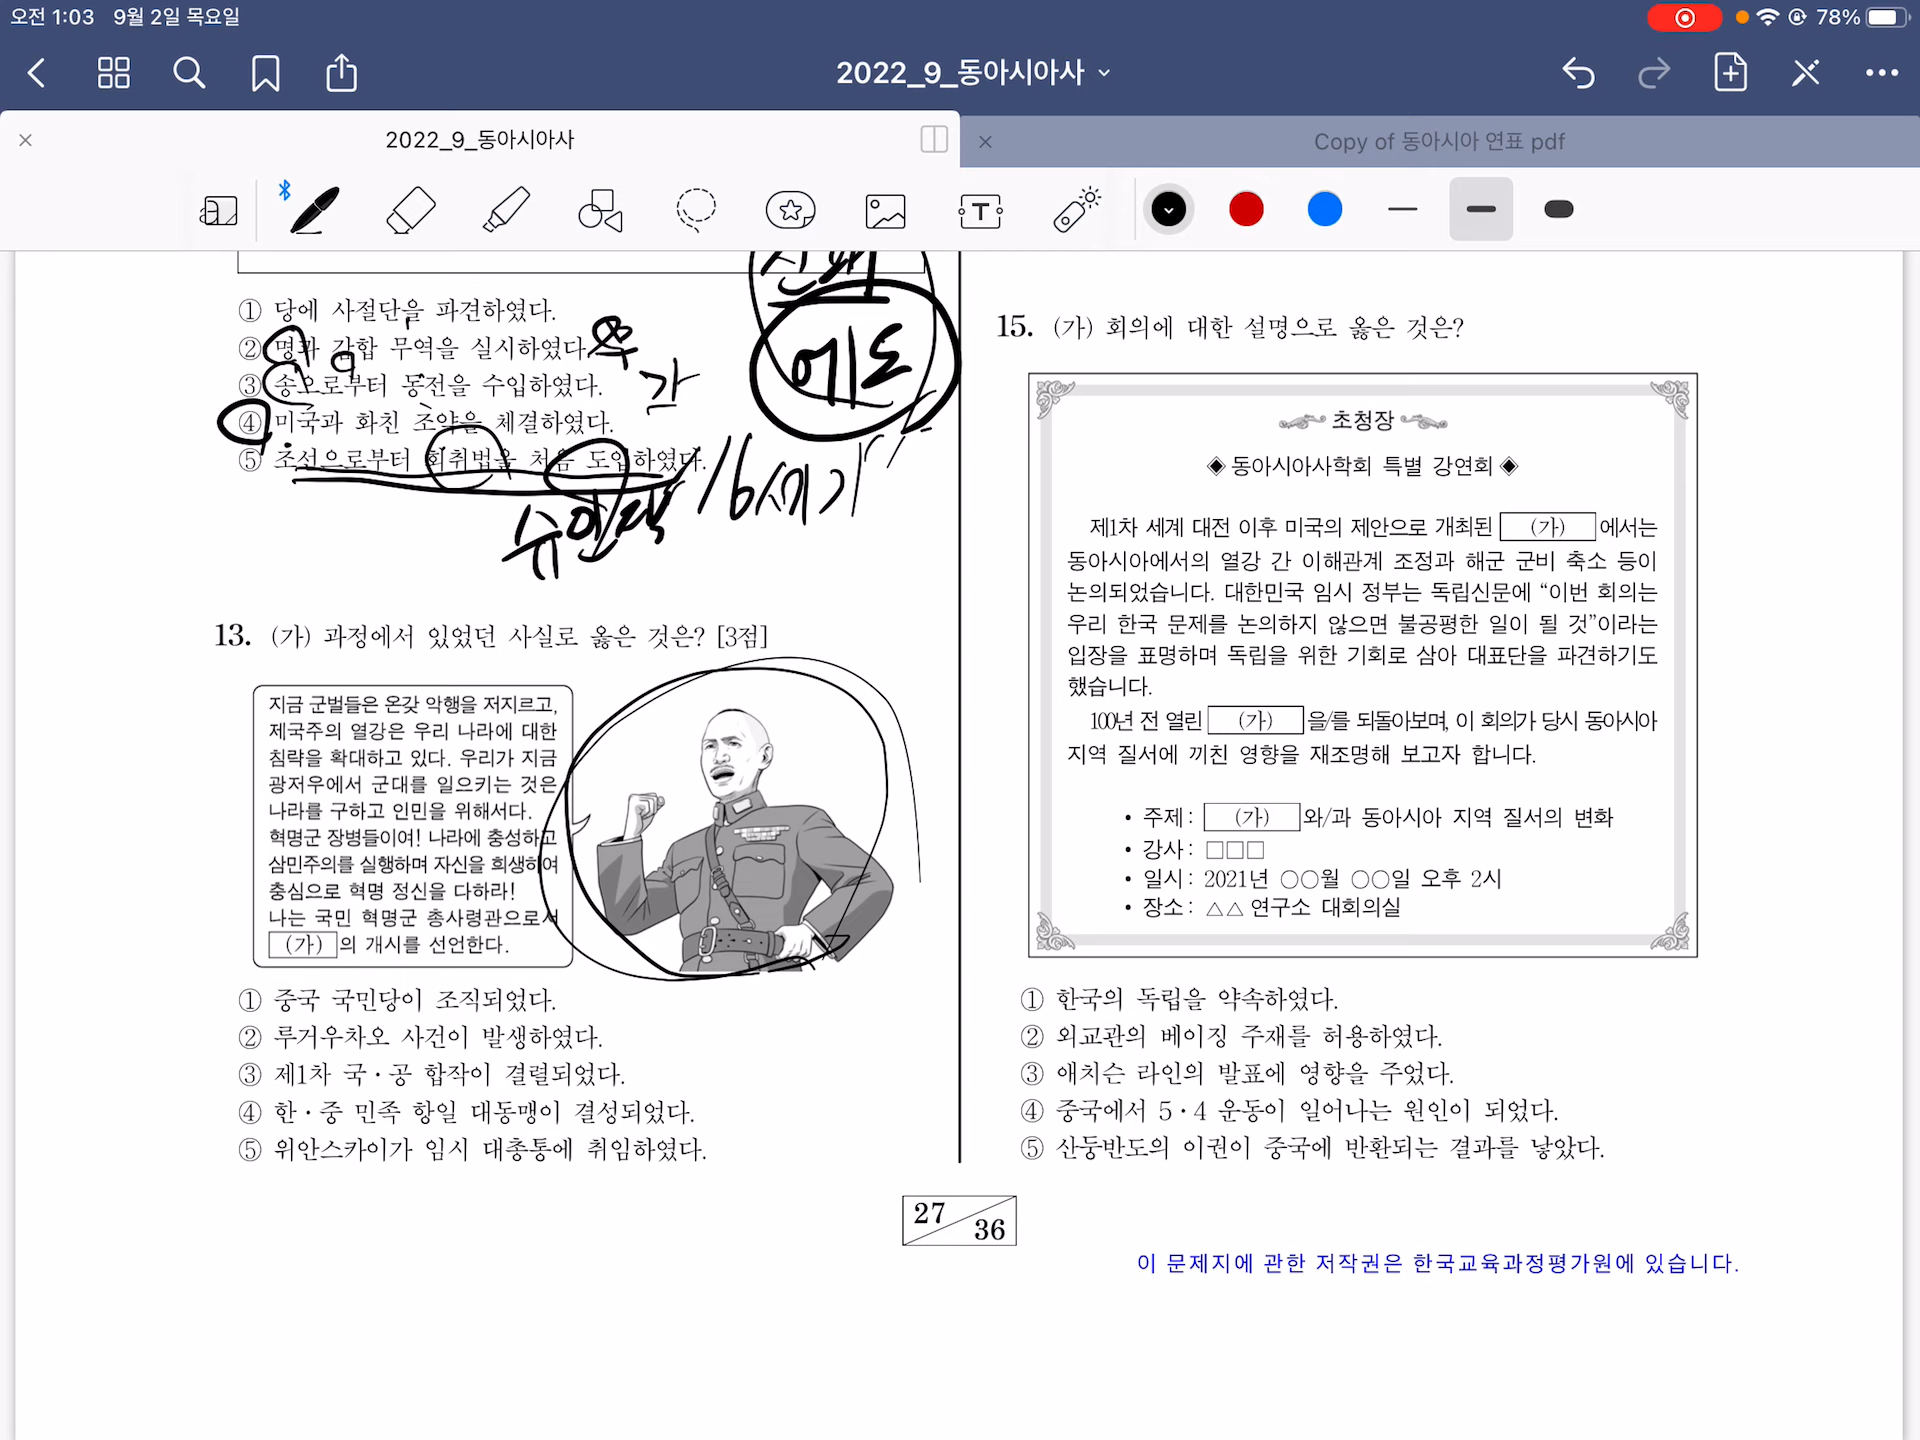 오전 1:03 9월 2일 목요일
78%
2022_9_동아시아사
2022_9_동아시아사
Copy of 동아시아 연표 pdf
① 당에 사절단을 파견하였다.
② 명과 감합 무역을 실시하였다.
③ 송으로부터 동전을 수입하였다.
④ 미국과 화친 조약을 체결하였다.
⑤ 조선으로부터 회취법을 처음 도입하였다.
에도
16세기
13. (가) 과정에서 있었던 사실로 옳은 것은? [3점]
지금 군벌들은 온갖 악행을 저지르고,
제국주의 열강은 우리 나라에 대한
침략을 확대하고 있다. 우리가 지금
광저우에서 군대를 일으키는 것은
나라를 구하고 인민을 위해서다.
혁명군 장병들이여! 나라에 충성하고
삼민주의를 실행하며 자신을 희생하여
충심으로 혁명 정신을 다하라!
나는 국민 혁명군 총사령관으로서
(가)의 개시를 선언한다.
① 중국 국민당이 조직되었다.
② 루거우차오 사건이 발생하였다.
③ 제1차 국·공 합작이 결렬되었다.
④ 한·중 민족 항일 대동맹이 결성되었다.
⑤ 위안스카이가 임시 대총통에 취임하였다.
15. (가) 회의에 대한 설명으로 옳은 것은?
초청장
◈ 동아시아사학회 특별 강연회 ◈
제1차 세계 대전 이후 미국의 제안으로 개최된 (가) 에서는
동아시아에서의 열강 간 이해관계 조정과 해군 군비 축소 등이
논의되었습니다. 대한민국 임시 정부는 독립신문에 “이번 회의는
우리 한국 문제를 논의하지 않으면 불공평한 일이 될 것”이라는
입장을 표명하며 독립을 위한 기회로 삼아 대표단을 파견하기도
했습니다.
100년 전 열린 (가) 을/를 되돌아보며, 이 회의가 당시 동아시아
지역 질서에 끼친 영향을 재조명해 보고자 합니다.
• 주제: (가) 와/과 동아시아 지역 질서의 변화
• 강사: □□□
• 일시: 2021년 ○○월 ○○일 오후 2시
• 장소: △△ 연구소 대회의실
① 한국의 독립을 약속하였다.
② 외교관의 베이징 주재를 허용하였다.
③ 애치슨 라인의 발표에 영향을 주었다.
④ 중국에서 5·4 운동이 일어나는 원인이 되었다.
⑤ 산둥반도의 이권이 중국에 반환되는 결과를 낳았다.
27
36
이 문제지에 관한 저작권은 한국교육과정평가원에 있습니다.